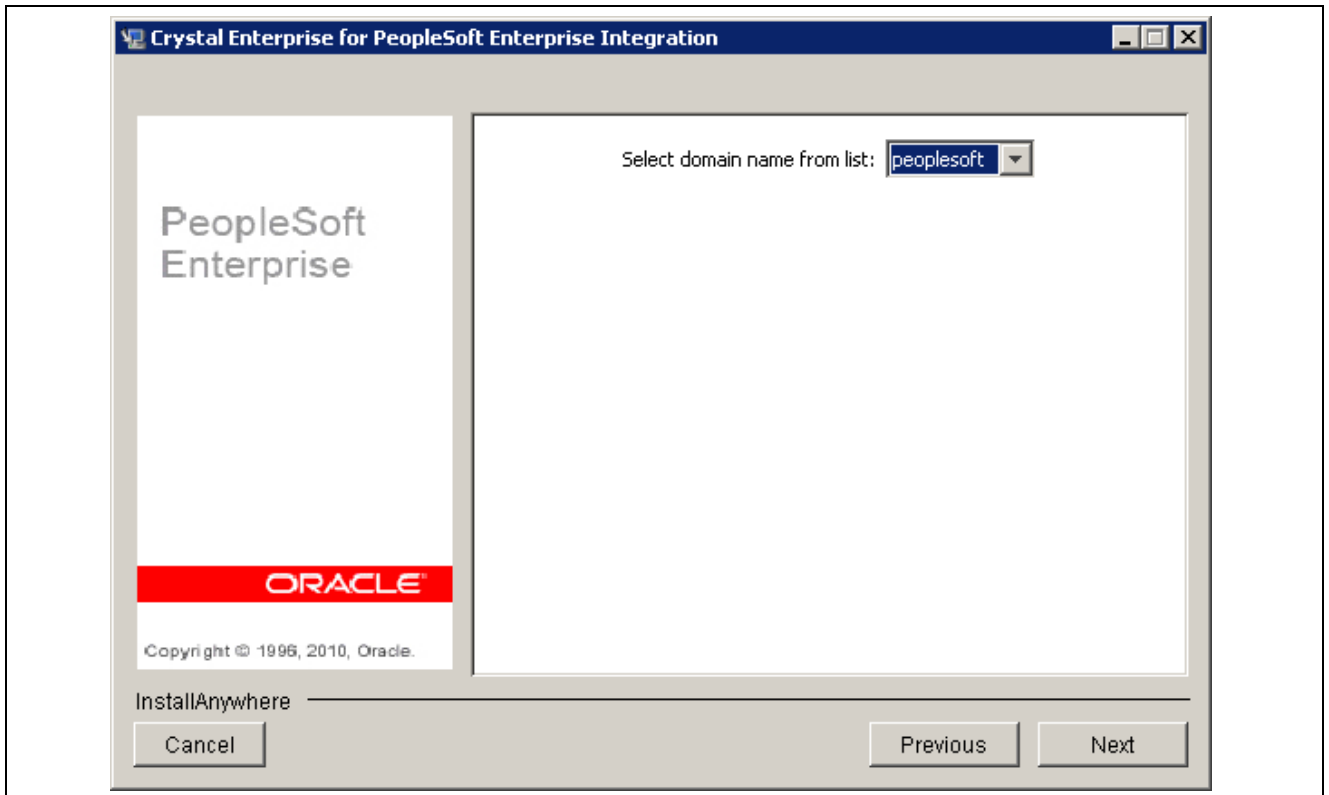 Crystal Enterprise for PeopleSoft Enterprise Integration
Select domain name from list: peoplesoft
PeopleSoft
Enterprise
ORACLE
Copyright © 1996, 2010, Oracle.
InstallAnywhere
Cancel Previous Next